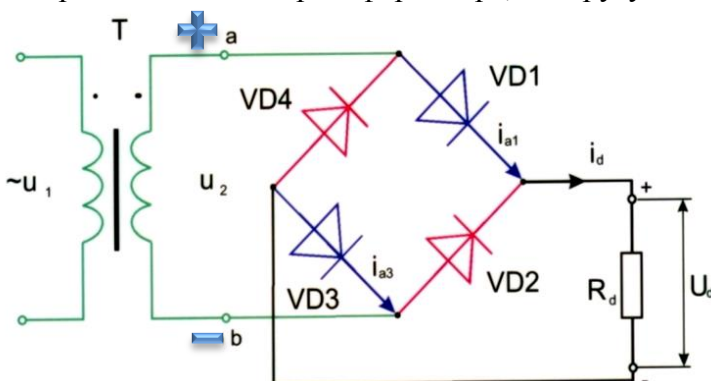 T
+
a
VD4
VD1
i a1
i d
~u 1
u 2
+
i a3
VD2
VD3
R d
U
− b